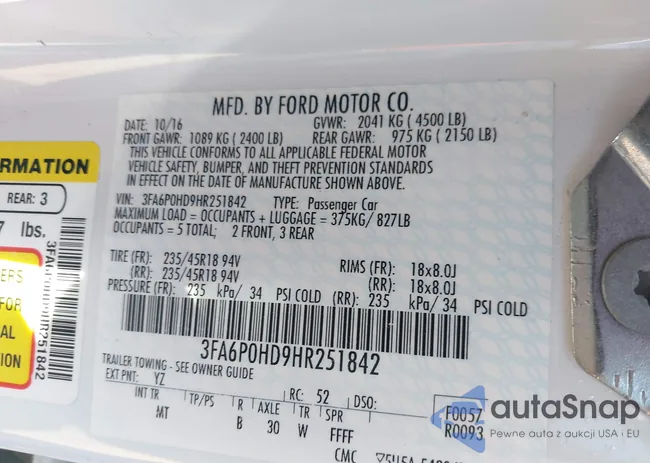 MFD. BY FORD MOTOR CO.
DATE: 10/16 GVWR: 2041 KG ( 4500 LB)
FRONT GAWR: 1089 KG ( 2400 LB) REAR GAWR: 975 KG ( 2150 LB)
THIS VEHICLE CONFORMS TO ALL APPLICABLE FEDERAL MOTOR
VEHICLE SAFETY, BUMPER, AND THEFT PREVENTION STANDARDS
IN EFFECT ON THE DATE OF MANUFACTURE SHOWN ABOVE.
VIN: 3FA6P0HD9HR251842 TYPE: Passenger Car
MAXIMUM LOAD = OCCUPANTS + LUGGAGE = 375KG/ 827LB
OCCUPANTS: 5 TOTAL; 2 FRONT, 3 REAR
TIRE (FR): 235/45R18 94V RIMS (FR): 18x8.0J
(RR): 235/45R18 94V (RR): 18x8.0J
PRESSURE (FR): 235 kPa/ 34 PSI COLD (RR): 235 kPa/ 34 PSI COLD
3FA6P0HD9HR251842
TRAILER TOWING - SEE OWNER GUIDE
EXT PNT: YZ RC: 52 DSO:
INT TR TP/PS R AXLE TR SPR
MT B 30 W FFFF
F0057
R0093
CMC
ORMATION
REAR: 3
7 lbs.
ERS
FOR
AL
TION
3FA6P0HD9HR251842
autaSnap
Pewne auta z aukcji USA i EU